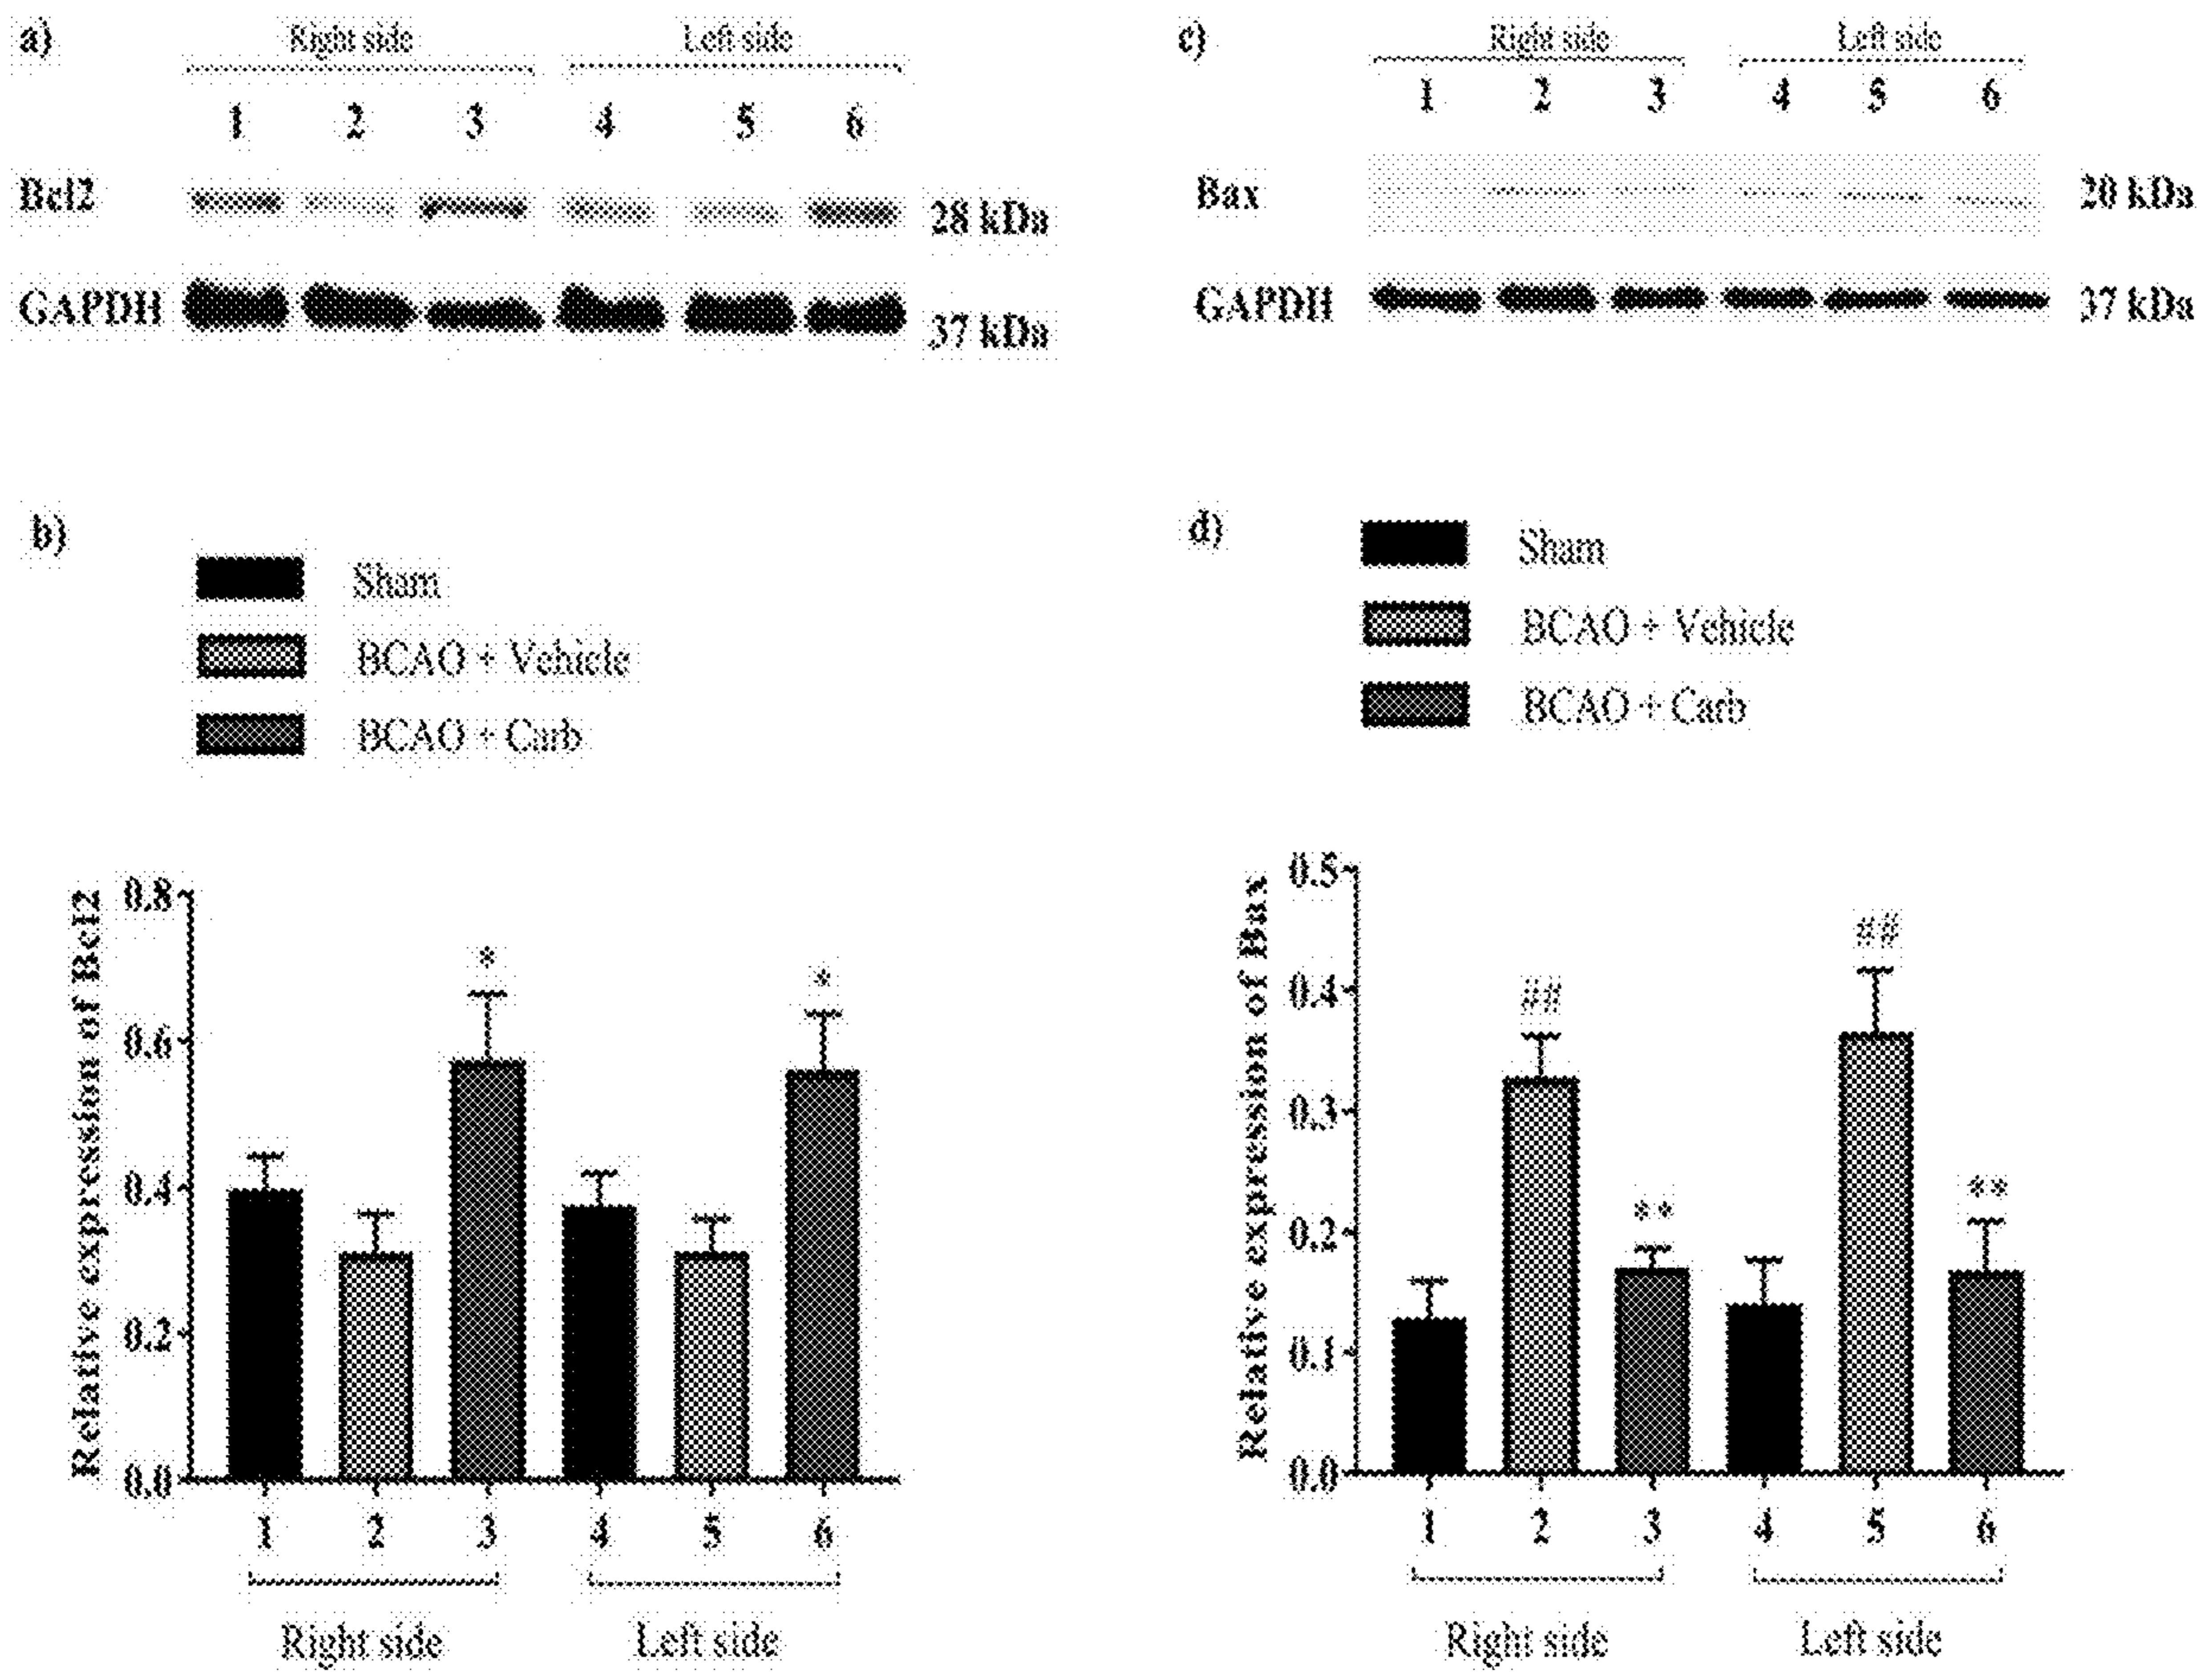 a)
Right side Left side
1 2 3 4 5 6
Bcl2
28 kDa
GAPDH
37 kDa
c)
Right side Left side
1 2 3 4 5 6
Bax
20 kDa
GAPDH
37 kDa
b)
Sham
BCAO + Vehicle
BCAO + Carb
Relative expression of Bcl2
0.8
0.6
0.4
0.2
0.0
* *
1 2 3 4 5 6
Right side Left side
d)
Sham
BCAO + Vehicle
BCAO + Carb
Relative expression of Bax
0.5
0.4
0.3
0.2
0.1
0.0
## ** ## **
1 2 3 4 5 6
Right side Left side